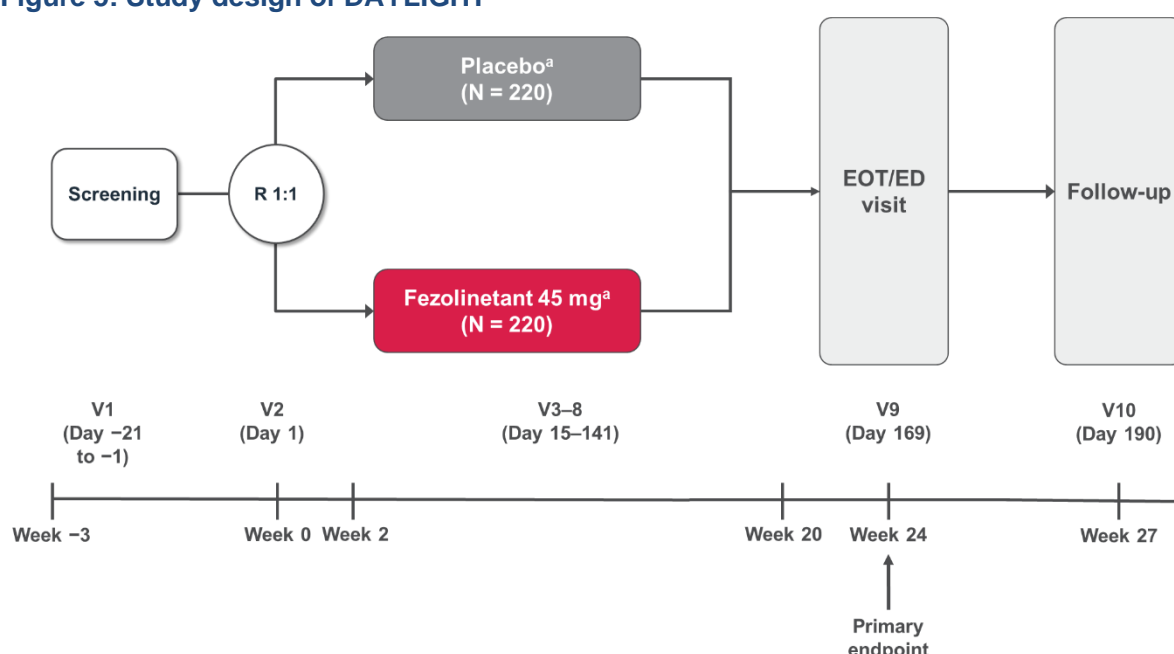 Figure 5: Study design of DAYLIGHT
Placeboᵃ
(N = 220)
Screening
R 1:1
EOT/ED
visit
Follow-up
Fezolinetant 45 mgᵃ
(N = 220)
V1
(Day −21
to −1)
V2
(Day 1)
V3–8
(Day 15–141)
V9
(Day 169)
V10
(Day 190)
Week −3
Week 0
Week 2
Week 20
Week 24
Week 27
Primary
endpoint